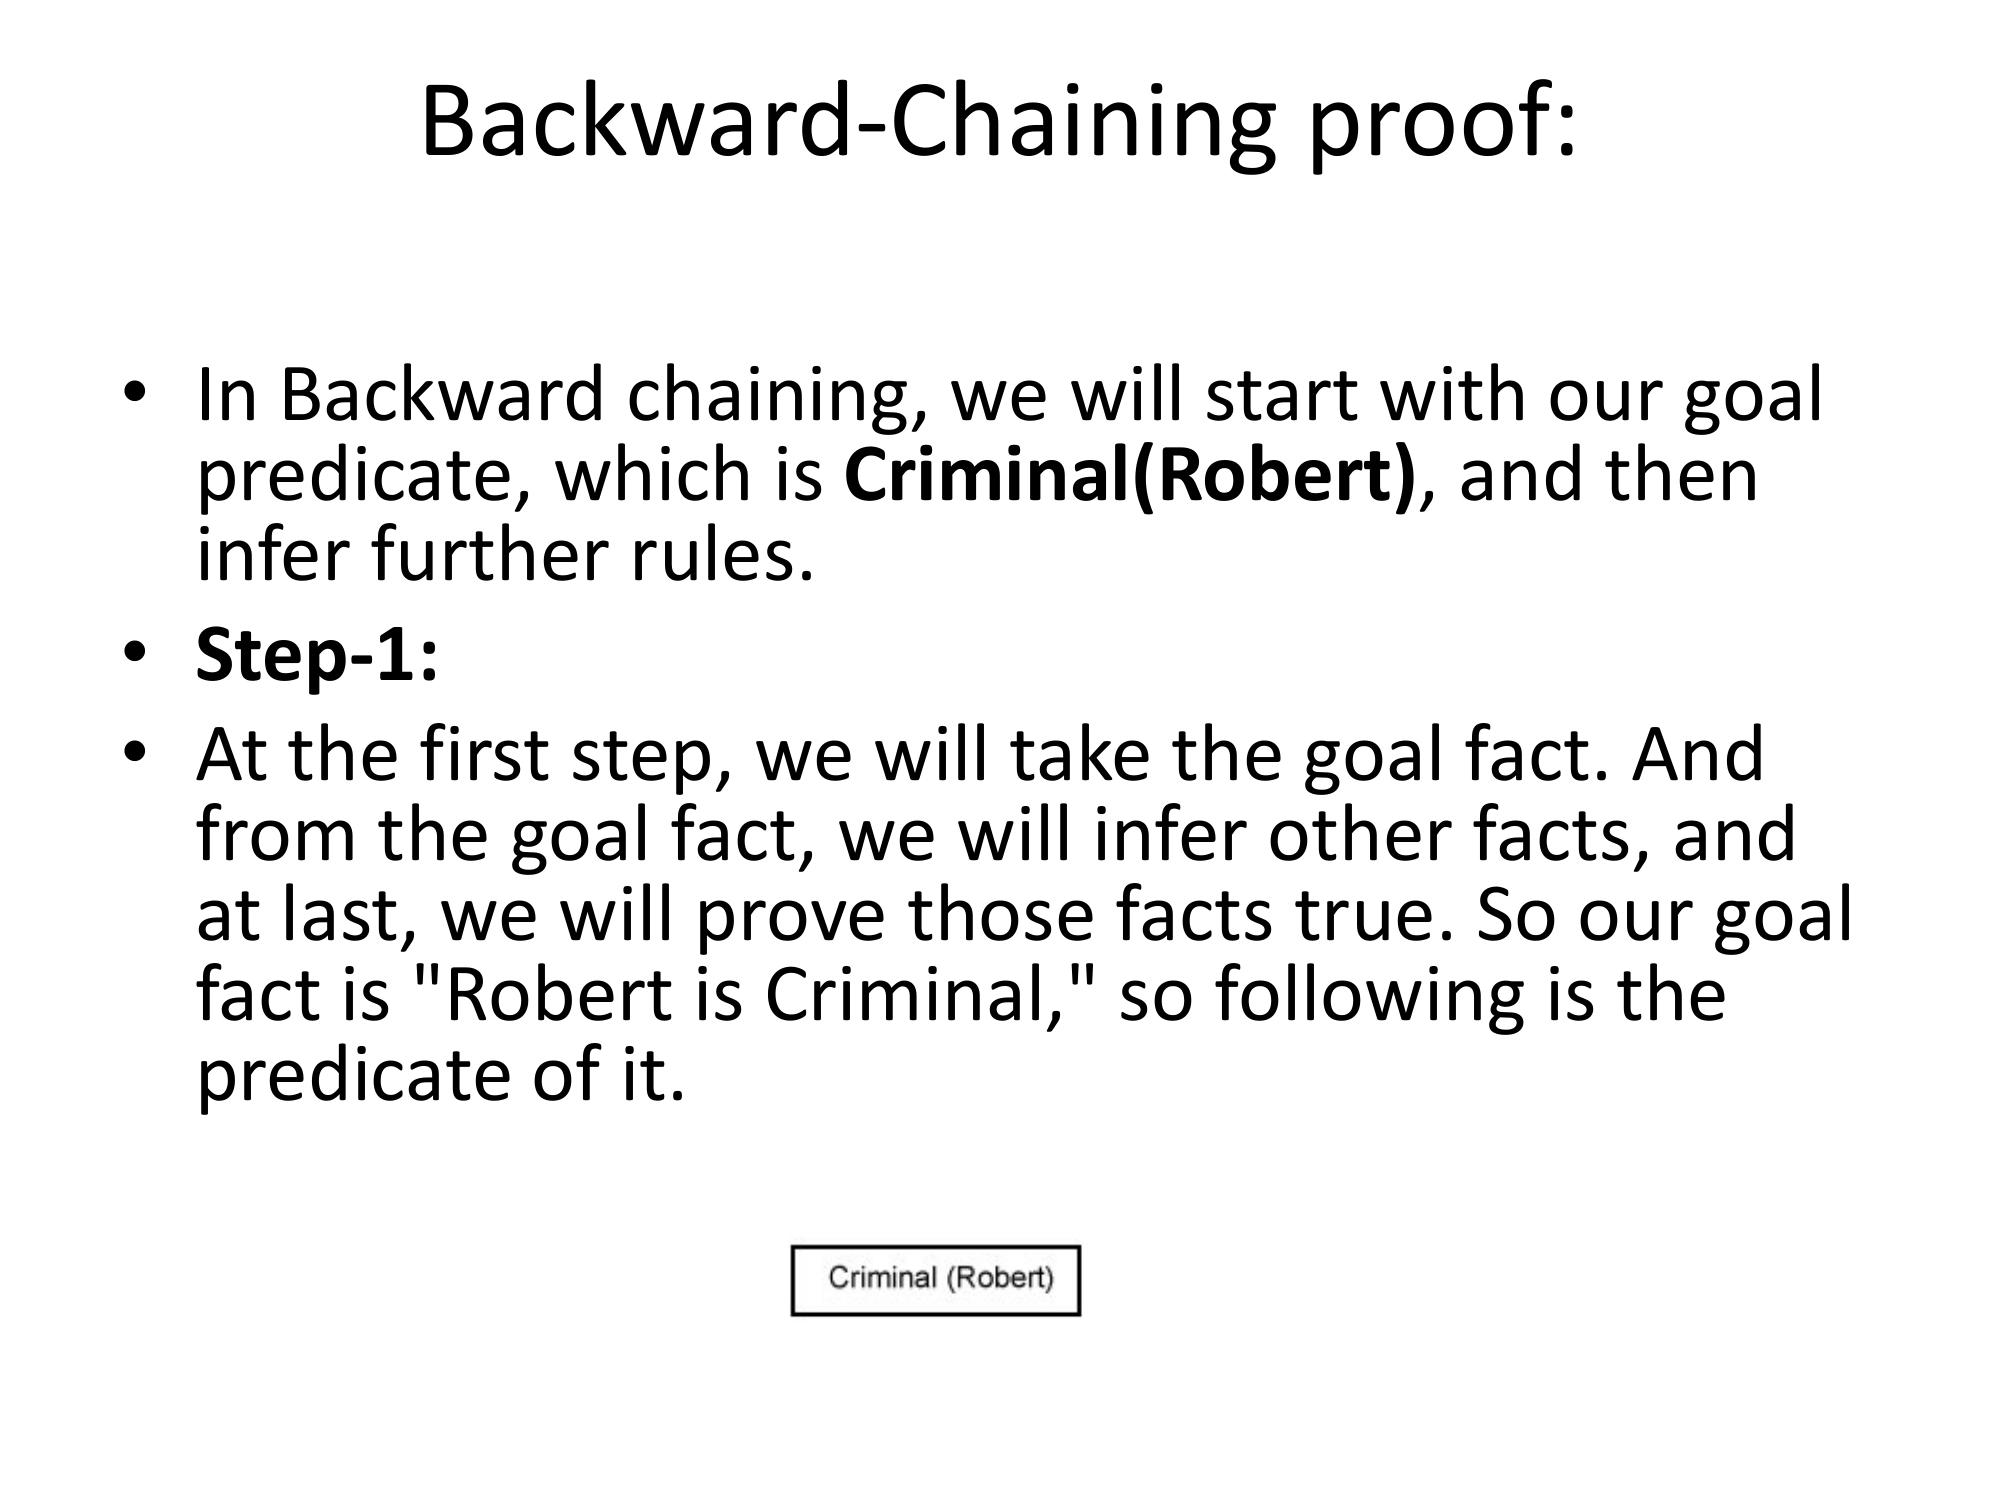 Backward-Chaining proof:
• In Backward chaining, we will start with our goal
predicate, which is Criminal(Robert), and then
infer further rules.
• Step-1:
• At the first step, we will take the goal fact. And
from the goal fact, we will infer other facts, and
at last, we will prove those facts true. So our goal
fact is "Robert is Criminal," so following is the
predicate of it.
Criminal (Robert)